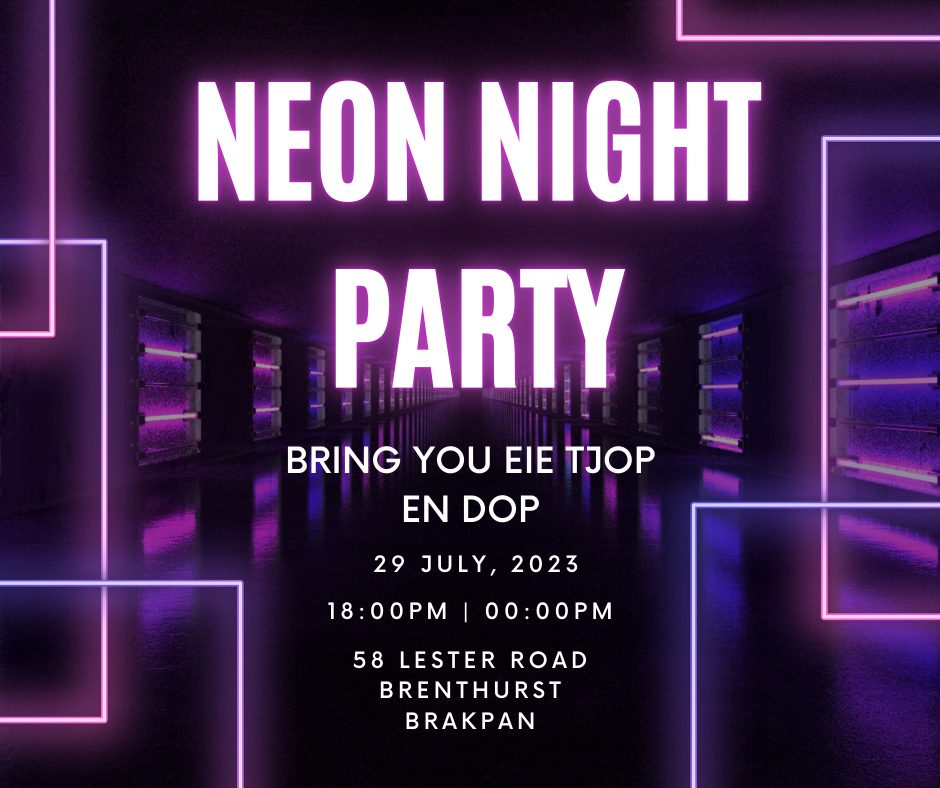 NEON NIGHT
PARTY
BRING YOU EIE TJOP
EN DOP
29 JULY, 2023
18:00PM | 00:00PM
58 LESTER ROAD
BRENTHURST
BRAKPAN